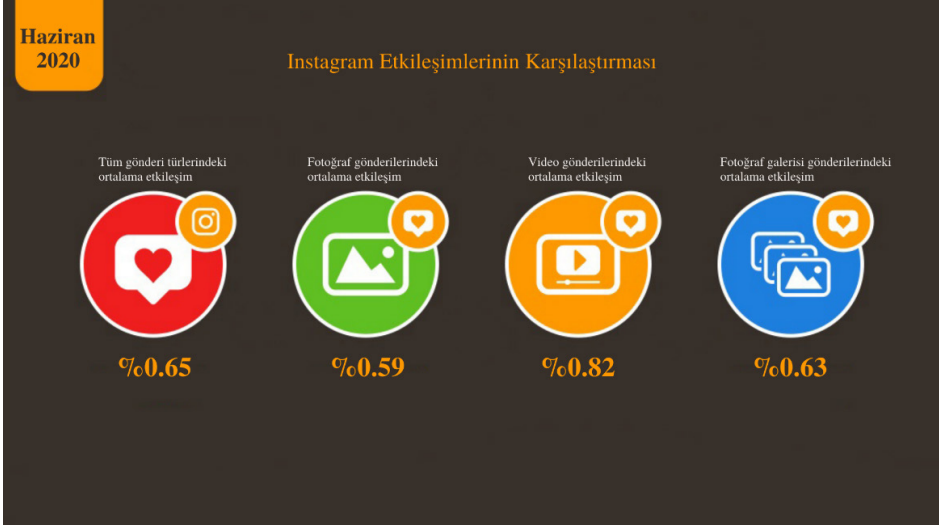 Haziran
2020
Instagram Etkileşimlerinin Karşılaştırması
Tüm gönderi türlerindeki
ortalama etkileşim
%0.65
Fotoğraf gönderilerindeki
ortalama etkileşim
%0.59
Video gönderilerindeki
ortalama etkileşim
%0.82
Fotoğraf galerisi gönderilerindeki
ortalama etkileşim
%0.63